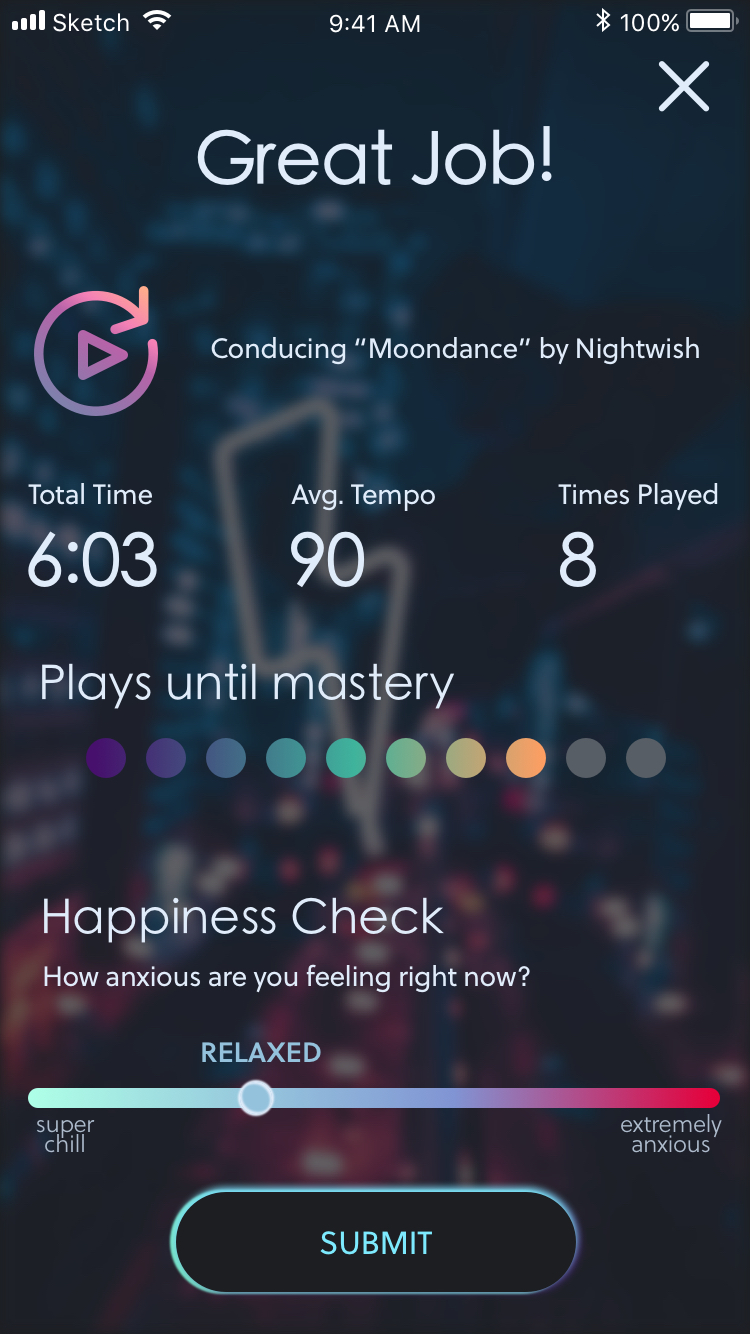 Sketch 9:41 AM 100%
Great Job!
Conducing “Moondance” by Nightwish
Total Time Avg. Tempo Times Played
6:03 90 8
Plays until mastery
Happiness Check
How anxious are you feeling right now?
RELAXED
super extremely
chill anxious
SUBMIT